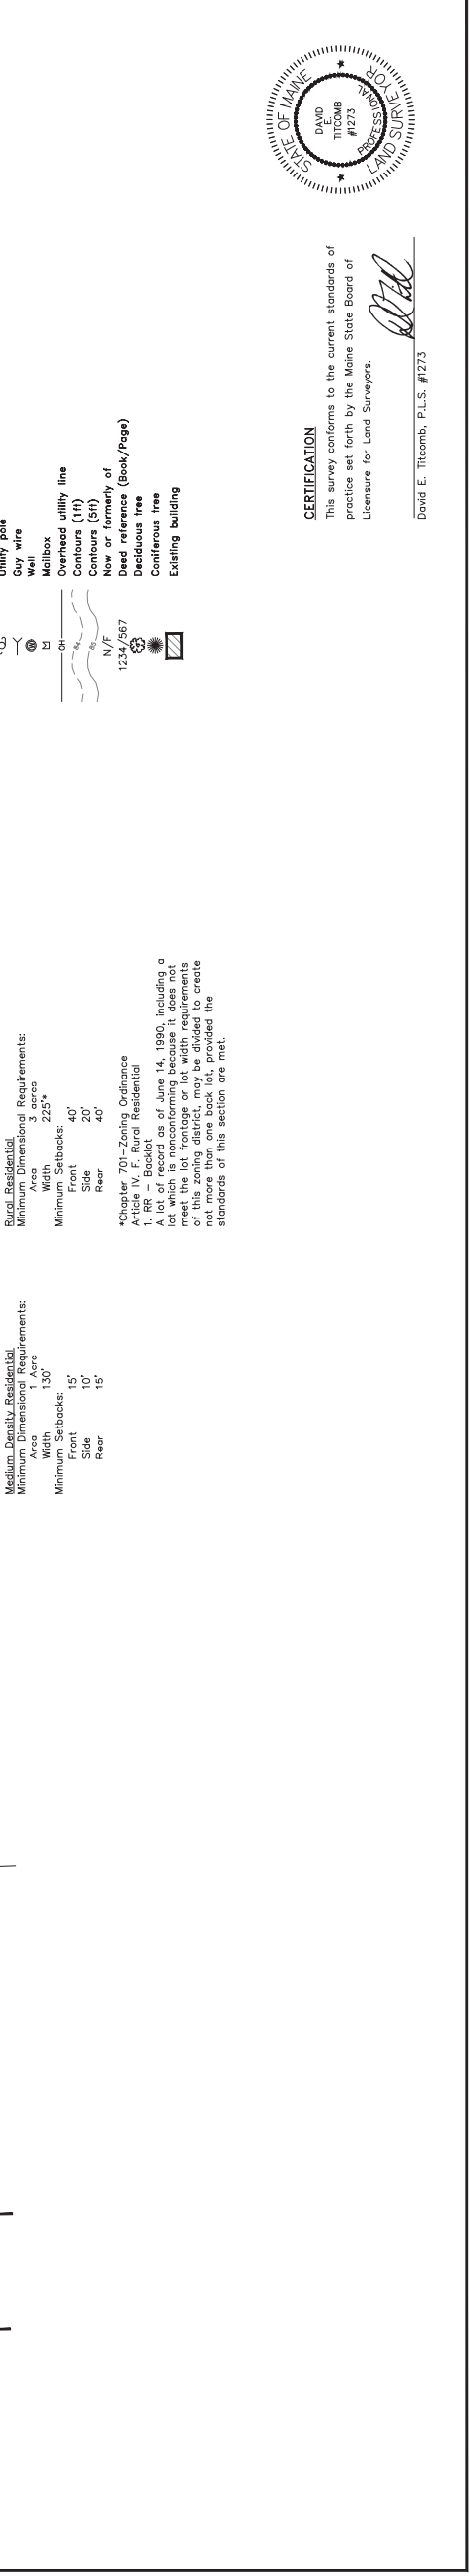 Medium Density Residential
Minimum Dimensional Requirements:
Area 1 Acre
Width 130'
Minimum Setbacks:
Front 15'
Side 10'
Rear 15'
Rural Residential
Minimum Dimensional Requirements:
Area 3 acres
Width 225'*
Minimum Setbacks:
Front 40'
Side 20'
Rear 40'
*Chapter 701-Zoning Ordinance
Article IV. F. Rural Residential
1. RR - Backlot
A lot of record as of June 14, 1990, including a
lot which is nonconforming because it does not
meet the lot frontage or lot width requirements
of this zoning district, may be divided to create
not more than one back lot, provided the
standards of this section are met.
Utility pole
Guy wire
W Well
M Mailbox
OH Overhead utility line
84 Contours (1ft)
85 Contours (5ft)
N/F Now or formerly of
1234/567 Deed reference (Book/Page)
Deciduous tree
Coniferous tree
Existing building
CERTIFICATION
This survey conforms to the current standards of
practice set forth by the Maine State Board of
Licensure for Land Surveyors.
David E. Titcomb, P.L.S. #1273
STATE OF MAINE
DAVID
E.
TITCOMB
#1273
PROFESSIONAL
LAND SURVEYOR